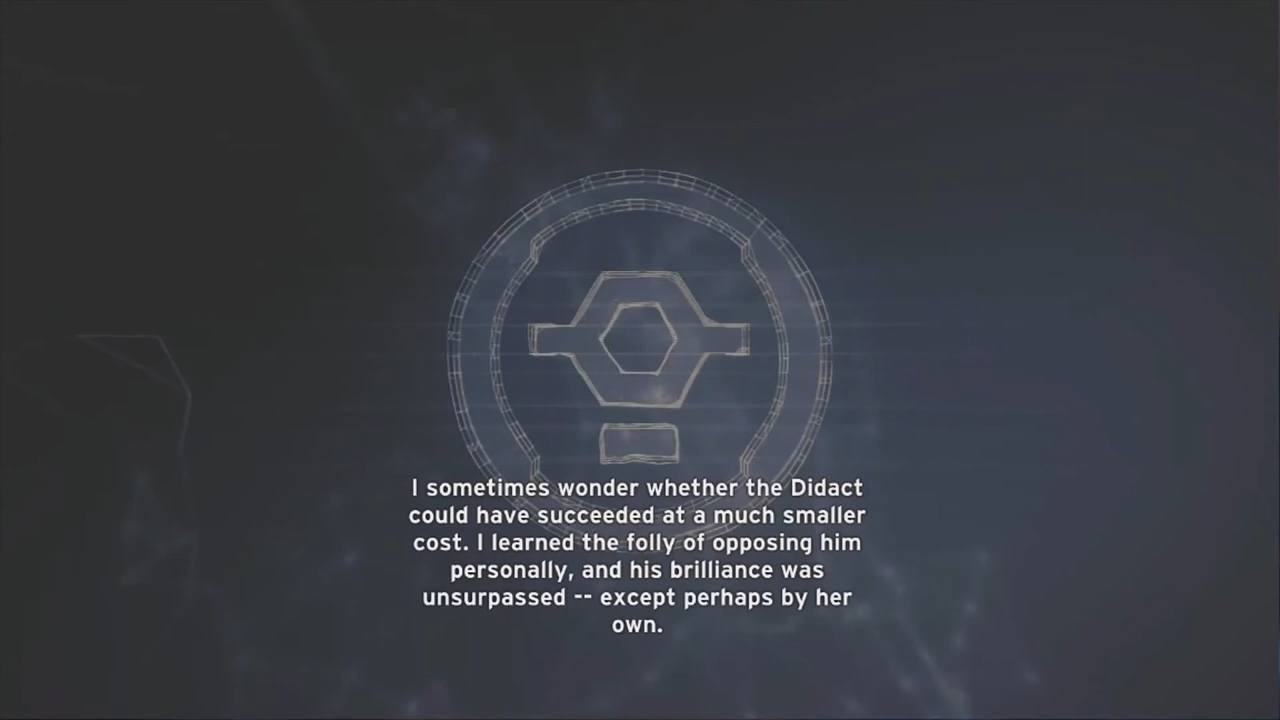 I sometimes wonder whether the Didact
could have succeeded at a much smaller
cost. I learned the folly of opposing him
personally, and his brilliance was
unsurpassed -- except perhaps by her
own.